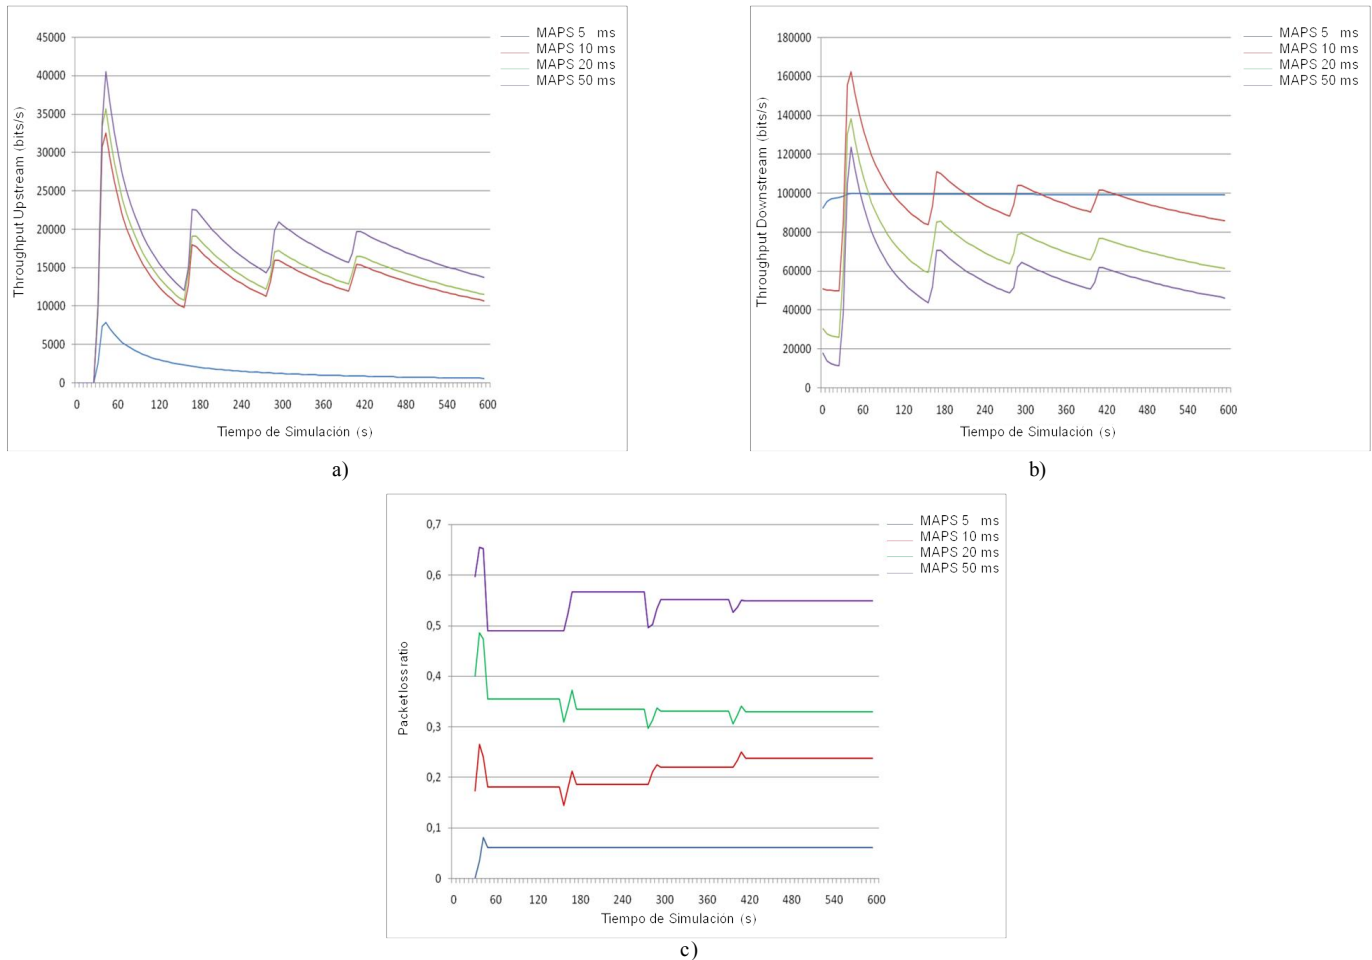 45000
40000
35000
30000
25000
20000
15000
10000
5000
0
Throughput Upstream (bits/s)
0 60 120 180 240 300 360 420 480 540 600
Tiempo de Simulación (s)
MAPS 5 ms
MAPS 10 ms
MAPS 20 ms
MAPS 50 ms
a)
180000
160000
140000
120000
100000
80000
60000
40000
20000
0
Throughput Downstream (bits/s)
0 60 120 180 240 300 360 420 480 540 600
Tiempo de Simulación (s)
MAPS 5 ms
MAPS 10 ms
MAPS 20 ms
MAPS 50 ms
b)
0,7
0,6
0,5
0,4
0,3
0,2
0,1
0
Packet loss ratio
0 60 120 180 240 300 360 420 480 540 600
Tiempo de Simulación (s)
MAPS 5 ms
MAPS 10 ms
MAPS 20 ms
MAPS 50 ms
c)